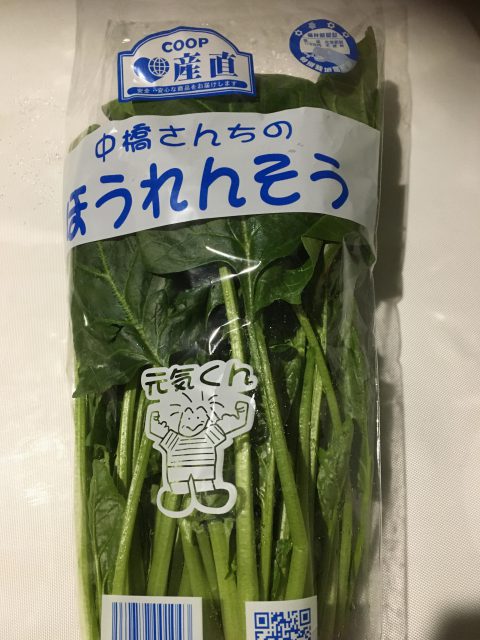 COOP
産直
安全・安心な商品をお届けします
中橋さんちの
ほうれんそう
元気くん